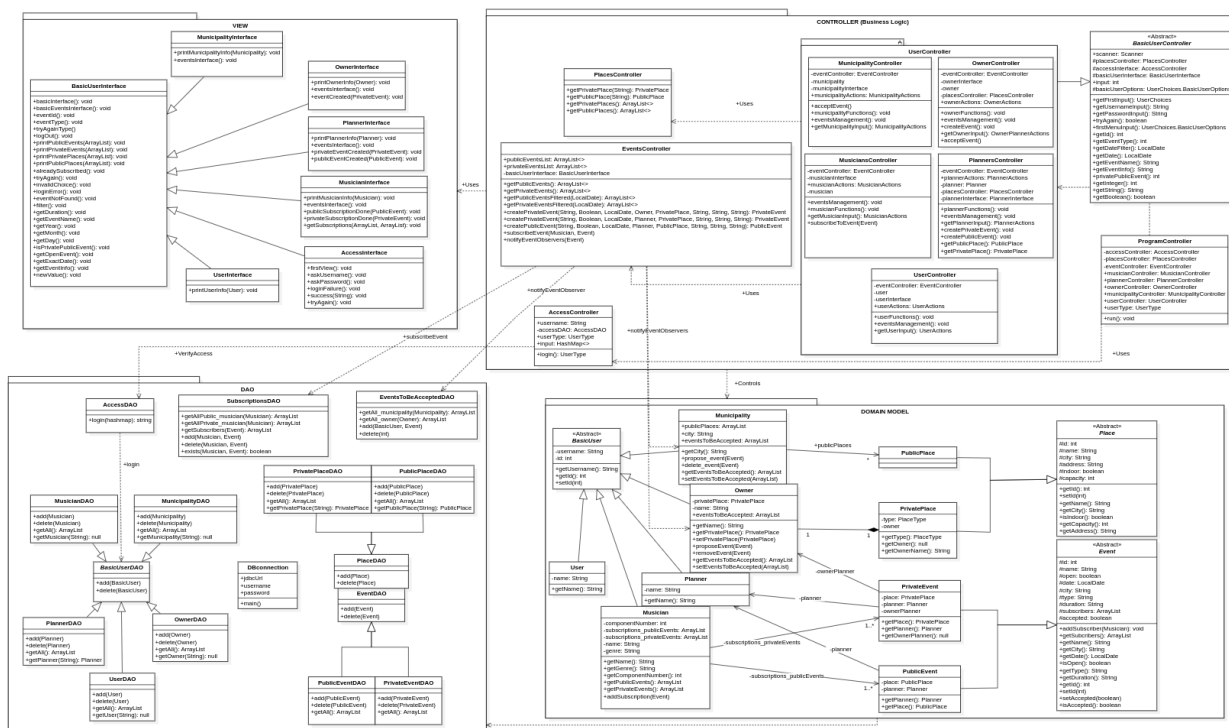 VIEW
MunicipalityInterface
+printMunicipalityInfo(Municipality): void
+eventsInterface(): void
BasicUserInterface
+basicInterface(): void
+basicEventsInterface(): void
+eventId(): void
+eventType(): void
+tryAgainType()
+logOut(): void
+printPublicEvents(ArrayList): void
+printPrivateEvents(ArrayList): void
+printPrivatePlaces(ArrayList): void
+printPublicPlaces(ArrayList): void
+alreadySubscribed(): void
+tryAgain(): void
+invalidChoice(): void
+loginError(): void
+eventNotFound(): void
+filter(): void
+getDuration(): void
+getEventName(): void
+getYear(): void
+getMonth(): void
+getDay(): void
+isPrivatePublicEvent(): void
+getOpenEvent(): void
+getExactDate(): void
+getEventInfo(): void
+newValue(): void
OwnerInterface
+printOwnerInfo(Owner): void
+eventsInterface(): void
+eventCreated(PrivateEvent): void
PlannerInterface
+printPlannerInfo(Planner): void
+eventsInterface(): void
+privateEventCreated(PrivateEvent): void
+publicEventCreated(PublicEvent): void
MusicianInterface
+printMusicianInfo(Musician): void
+eventsInterface(): void
+publicSubscriptionDone(PublicEvent): void
+privateSubscriptionDone(PrivateEvent): void
+getSubscriptions(ArrayList, ArrayList): void
AccessInterface
+firstView(): void
+askUsername(): void
+askPassword(): void
+loginFailure(): void
+success(String): void
+tryAgain(): void
UserInterface
+printUserInfo(User): void
CONTROLLER (Business Logic)
PlacesController
+getPrivatePlace(String): PrivatePlace
+getPublicPlace(String): PublicPlace
+getPrivatePlaces(): ArrayList<>
+getPublicPlaces(): ArrayList<>
+Uses
EventsController
+publicEventsList: ArrayList<>
+privateEventList: ArrayList<>
-basicUserInterface: BasicUserInterface
+getPublicEvents(): ArrayList<>
+getPrivateEvents(): ArrayList<>
+getPublicEventsFiltered(LocalDate): ArrayList<>
+getPrivateEventsFiltered(LocalDate): ArrayList<>
+createPrivateEvent(String, Boolean, LocalDate, Owner, PrivatePlace, String, String, String): PrivateEvent
+createPrivateEvent(String, Boolean, LocalDate, Planner, PrivatePlace, String, String, String): PrivateEvent
+createPublicEvent(String, Boolean, LocalDate, Planner, PublicPlace, String, String, String): PublicEvent
+subscribeEvent(Musician, Event)
+notifyEventObservers(Event)
+Uses
+notifyEventObserver
+Uses
AccessController
+username: String
-accessDAO: AccessDAO
+userType: UserType
+input: HashMap<>
+login(): UserType
+notifyEventObservers
+subscribeEvent
+VerifyAccess
+Uses
+Controls
UserController
MunicipalityController
-eventController: EventController
-municipality
-municipalityInterface
+municipalityActions: MunicipalityActions
+acceptEvent()
+municipalityFunctions(): void
+eventsManagement(): void
+getMunicipalityInput(): MunicipalityActions
OwnerController
-eventController: EventController
-ownerInterface
-owner
-placesController: PlacesController
+ownerActions: OwnerActions
+ownerFunctions(): void
+eventsManagement(): void
+createEvent(): void
+getOwnerInput(): OwnerPlannerActions
+acceptEvent()
MusiciansController
-eventController: EventController
-musicianInterface
+musicianActions: MusicianActions
-musician
+eventsManagement(): void
+musicianFunctions(): void
+getMusicianInput(): MusicianActions
+subscribeToEvent(): void
PlannersController
-eventController: EventController
+plannerActions: PlannerActions
-planner: Planner
-placesController: PlacesController
-plannerInterface: PlannerInterface
+plannerFunctions(): void
+eventsManagement(): void
+getPlannerInput(): PlannerActions
+createPrivateEvent(): void
+createPublicEvent(): void
+getPublicPlace(): PublicPlace
+getPrivatePlace(): PrivatePlace
UserController
-eventController: EventController
-user
-userInterface
+userActions: UserActions
+userFunctions(): void
+eventsManagement(): void
+getUserInput(): UserActions
<Abstract>
BasicUserController
+scanner: Scanner
#placesController: PlacesController
#accessInterface: AccessController
#basicUserInterface: BasicUserInterface
+input: int
#basicUserOptions: UserChoices.BasicUserOptions
+getFirstInput(): UserChoices
+getUsernameInput(): String
+getPasswordInput(): String
+tryAgain(): boolean
+firstMenuInput(): UserChoices.BasicUserOptions
+getId(): int
+getEventType(): int
+getDateFilter(): LocalDate
+getDate(): LocalDate
+getEventName(): String
+getEventInfo(): String
+privatePublicEvent(): int
+getInteger(): int
+getString(): String
+getBoolean(): boolean
ProgramController
-accessController: AccessController
-placesController: PlacesController
-eventController: EventController
+musicianController: MusicianController
+plannerController: PlannerController
+ownerController: OwnerController
+municipalityController: MunicipalityController
+userController: UserController
+userType: UserType
+run(): void
DAO
AccessDAO
+login(hashmap): string
+login
SubscriptionsDAO
+getAllPublic_musician(Musician): ArrayList
+getAllPrivate_musician(Musician): ArrayList
+getSubscribers(Event): ArrayList
+add(Musician, Event)
+delete(Musician, Event)
+exists(Musician, Event): boolean
EventsToBeAcceptedDAO
+getAll_municipality(Municipality): ArrayList
+getAll_owner(Owner): ArrayList
+add(BasicUser, Event)
+delete(int)
PrivatePlaceDAO
+add(PrivatePlace)
+delete(PrivatePlace)
+getAll(): ArrayList
+getPrivatePlace(String): PrivatePlace
PublicPlaceDAO
+add(PublicPlace)
+delete(PublicPlace)
+getAll(): ArrayList
+getPublicPlace(String): PublicPlace
MusicianDAO
+add(Musician)
+delete(Musician)
+getAll(): ArrayList
+getMusician(String): null
MunicipalityDAO
+add(Municipality)
+delete(Municipality)
+getAll(): ArrayList
+getMunicipality(String): null
BasicUserDAO
+add(BasicUser)
+delete(BasicUser)
DBconnection
+jdbcUrl
+username
+password
+main()
PlaceDAO
+add(Place)
+delete(Place)
EventDAO
+add(Event)
+delete(Event)
PlannerDAO
+add(Planner)
+delete(Planner)
+getAll(): ArrayList
+getPlanner(String): Planner
OwnerDAO
+add(Owner)
+delete(Owner)
+getAll(): ArrayList
+getOwner(String): null
UserDAO
+add(User)
+delete(User)
+getAll(): ArrayList
+getUser(String): null
PublicEventDAO
+add(PublicEvent)
+delete(PublicEvent)
+getAll(): ArrayList
PrivateEventDAO
+add(PrivateEvent)
+delete(PrivateEvent)
+getAll(): ArrayList
DOMAIN MODEL
<Abstract>
BasicUser
-username: String
-id: int
+getUsername(): String
+getId(): int
+setId(int)
Municipality
+publicPlaces: ArrayList
+city: String
+eventsToBeAccepted: ArrayList
+getCity(): String
+propose_event(Event)
+delete_event(Event)
+getEventsToBeAccepted(): ArrayList
+setEventsToBeAccepted(ArrayList)
Owner
-privatePlace: PrivatePlace
-name: String
-eventsToBeAccepted: ArrayList
+getName(): String
+getPrivatePlace(): PrivatePlace
+setPrivatePlace(PrivatePlace)
+proposeEvent(Event)
+removeEvent(Event)
+getEventsToBeAccepted(): ArrayList
+setEventsToBeAccepted(ArrayList)
User
-name: String
+getName(): String
Planner
-name: String
+getName(): String
Musician
-componentNumber: int
-subscriptions_publicEvents: ArrayList
-subscriptions_privateEvents: ArrayList
-name: String
-genre: String
+getName(): String
+getGenre(): String
+getComponentNumber(): int
+getPublicEvents(): ArrayList
+getPrivateEvents(): ArrayList
+addSubscription(Event)
+publicPlaces
*
1
1
-ownerPlanner
-planner
-subscriptions_privateEvents
1..*
-planner
-subscriptions_publicEvents
1..*
PublicPlace
PrivatePlace
-type: PlaceType
-owner
+getType(): PlaceType
+getOwner(): null
+getOwnerName(): String
PrivateEvent
-place: PrivatePlace
-planner: Planner
-ownerPlanner
+getPlace(): PrivatePlace
+getPlanner(): Planner
+getOwnerPlanner(): null
PublicEvent
-place: PublicPlace
-planner: Planner
+getPlanner(): Planner
+getPlace(): PublicPlace
<Abstract>
Place
#id: int
#name: String
#city: String
#address: String
#indoor: boolean
#capacity: int
+getId(): int
+setId(int)
+getName(): String
+getCity(): String
+isIndoor(): boolean
+getCapacity(): int
+getAddress(): String
<Abstract>
Event
#id: int
#name: String
#open: boolean
#date: LocalDate
#city: String
#type: String
#duration: String
#subscribers: ArrayList
#accepted: boolean
+addSubscriber(Musician): void
+getSubscribers(): ArrayList
+getName(): String
+getCity(): String
+getDate(): LocalDate
+isOpen(): boolean
+getType(): String
+getDuration(): String
+getId(): int
+setId(int)
+setAccepted(boolean)
+isAccepted(): boolean